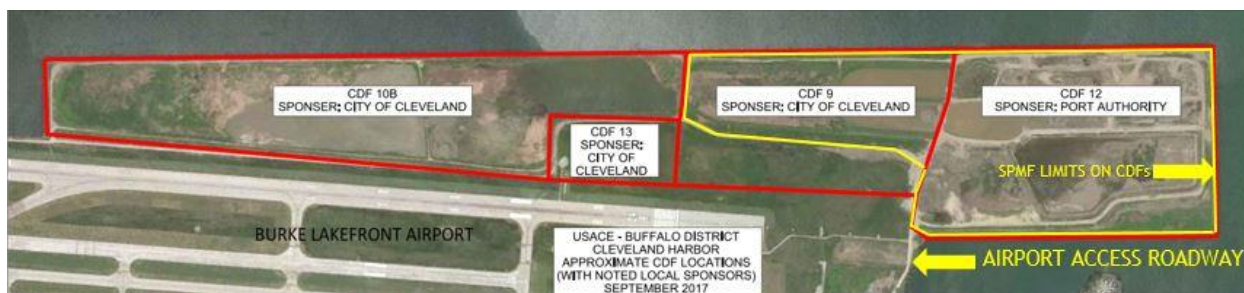 CDF 10B
SPONSER: CITY OF CLEVELAND
CDF 9
SPONSER: CITY OF CLEVELAND
CDF 12
SPONSER: PORT AUTHORITY
CDF 13
SPONSER:
CITY OF
CLEVELAND
SPMF LIMITS ON CDFs
BURKE LAKEFRONT AIRPORT
USACE - BUFFALO DISTRICT
CLEVELAND HARBOR
APPROXIMATE CDF LOCATIONS
(WITH NOTED LOCAL SPONSORS)
SEPTEMBER 2017
AIRPORT ACCESS ROADWAY